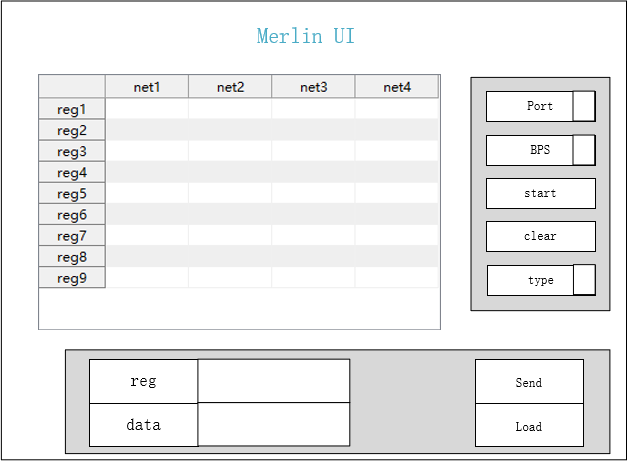 Merlin UI
net1 net2 net3 net4
reg1
reg2
reg3
reg4
reg5
reg6
reg7
reg8
reg9
Port
BPS
start
clear
type
reg
data
Send
Load